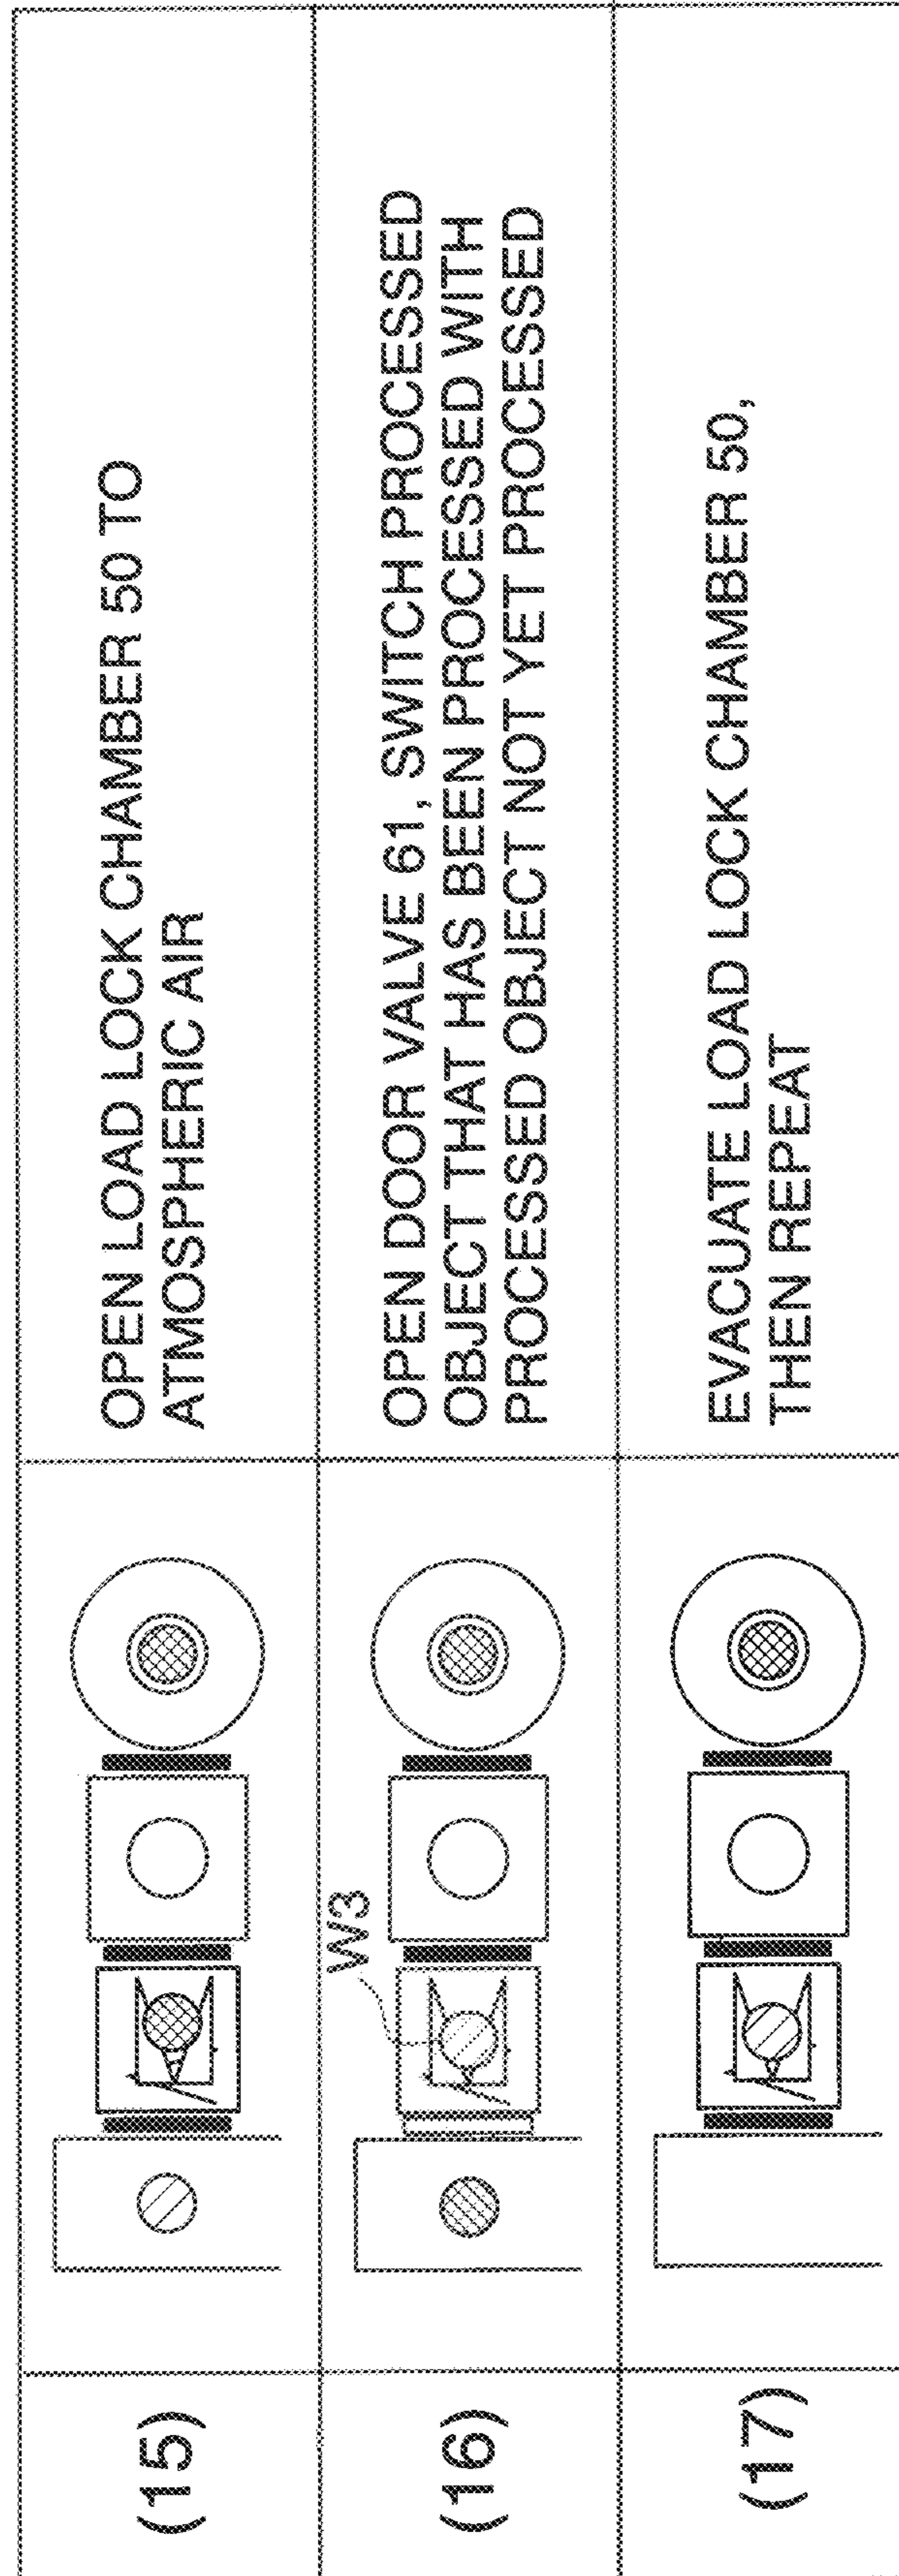 (15)
OPEN LOAD LOCK CHAMBER 50 TO
ATMOSPHERIC AIR
(16)
W3
OPEN DOOR VALVE 61, SWITCH PROCESSED
OBJECT THAT HAS BEEN PROCESSED WITH
PROCESSED OBJECT NOT YET PROCESSED
(17)
EVACUATE LOAD LOCK CHAMBER 50,
THEN REPEAT